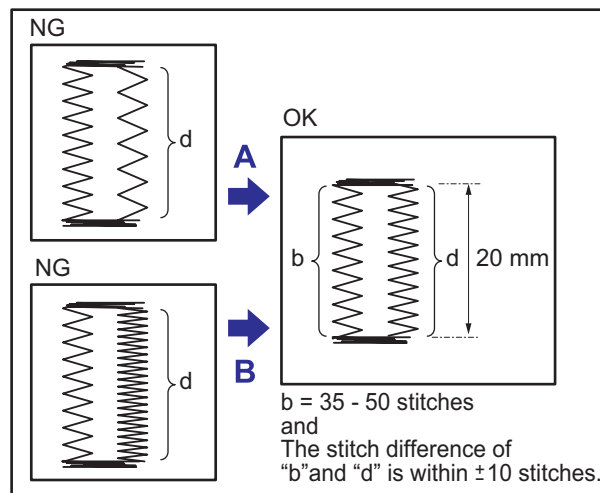 NG
d
A
OK
b
d
20 mm
NG
d
B
b = 35 - 50 stitches
and
The stitch difference of
“b”and “d” is within ±10 stitches.